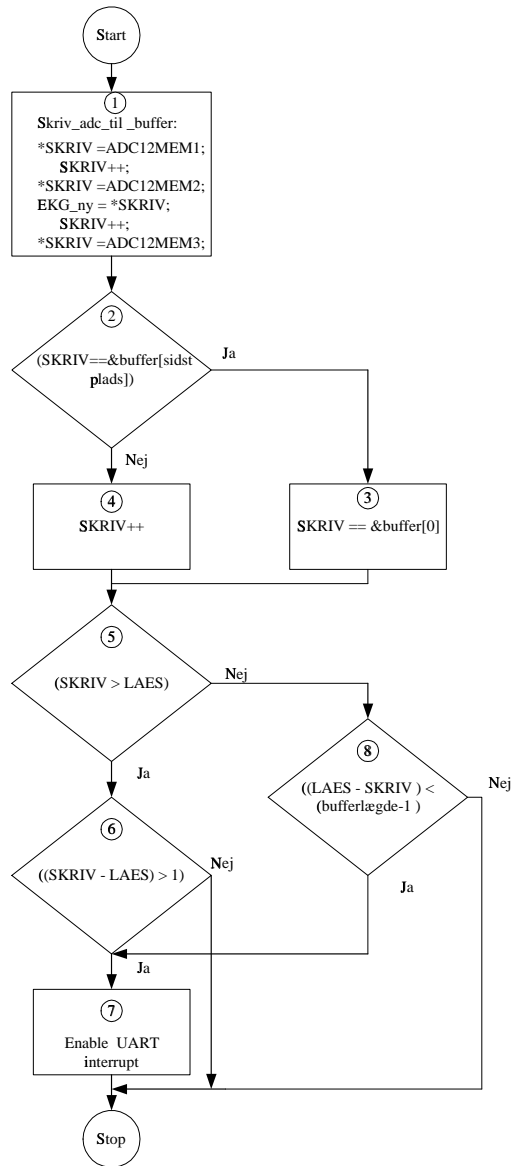 Start
1
Skriv_adc_til _buffer:
*SKRIV =ADC12MEM1;
SKRIV++;
*SKRIV =ADC12MEM2;
EKG_ny = *SKRIV;
SKRIV++;
*SKRIV =ADC12MEM3;
2
(SKRIV==&buffer[sidst
plads])
Ja
Nej
4
SKRIV++
3
SKRIV == &buffer[0]
5
(SKRIV > LAES)
Nej
Ja
8
((LAES - SKRIV ) <
(bufferlægde-1 )
Nej
Ja
6
((SKRIV - LAES) > 1)
Nej
Ja
7
Enable UART
interrupt
Stop